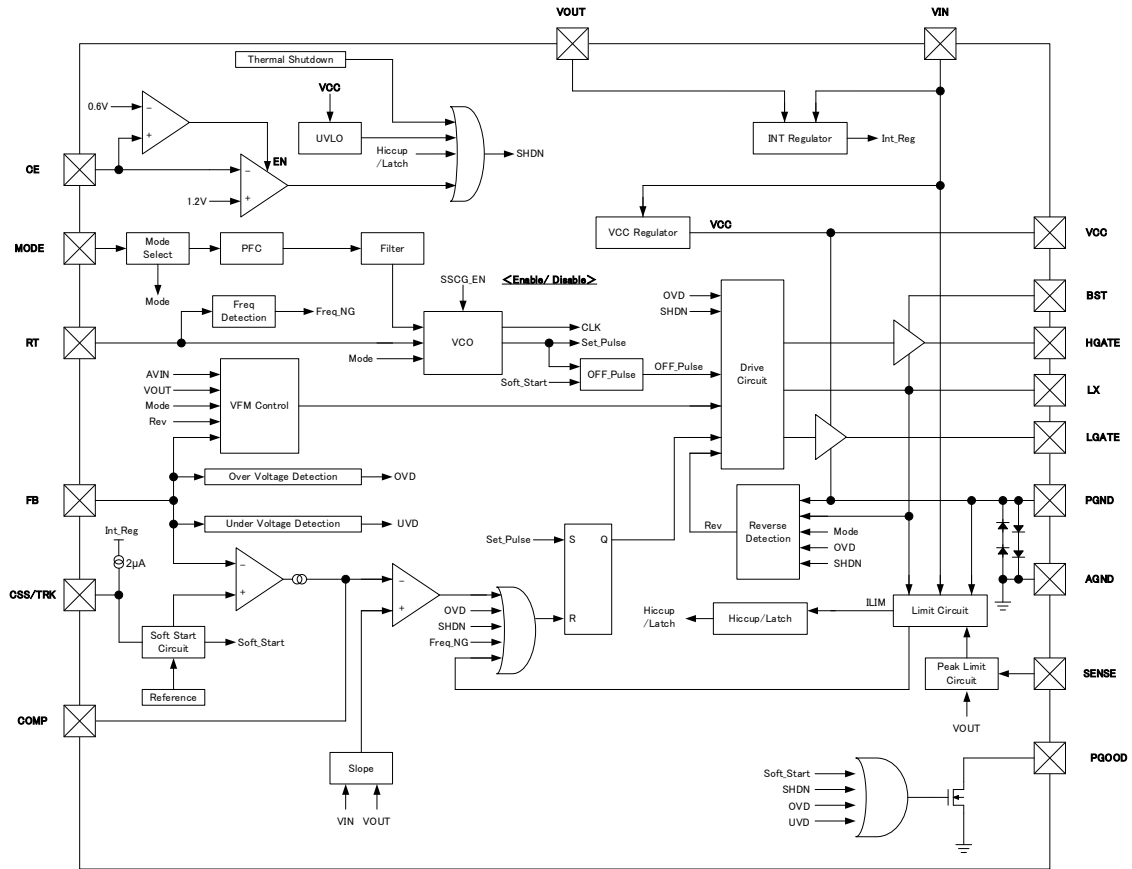 VOUT
VIN
Thermal Shutdown
VCC
0.6V
−
+
UVLO
Hiccup
/Latch
SHDN
INT Regulator
Int_Reg
CE
EN
−
+
1.2V
VCC Regulator
VCC
VCC
MODE
Mode
Select
PFC
Filter
Mode
SSCG_EN
<Enable/ Disable>
BST
OVD
SHDN
Freq
Detection
Freq_NG
RT
VCO
CLK
Set_Pulse
Mode
HGATE
Drive
Circuit
Soft_Start
OFF_Pulse
OFF_Pulse
LX
AVIN
VOUT
Mode
Rev
VFM Control
LGATE
Over Voltage Detection
OVD
FB
PGND
Under Voltage Detection
UVD
Rev
Reverse
Detection
Mode
OVD
SHDN
Int_Reg
2μA
Set_Pulse
S
Q
R
−
+
−
+
CSS/TRK
AGND
OVD
SHDN
Freq_NG
Hiccup
/Latch
Hiccup/Latch
ILIM
Limit Circuit
Soft Start
Circuit
Soft_Start
Reference
Peak Limit
Circuit
SENSE
VOUT
COMP
Slope
VIN
VOUT
PGOOD
Soft_Start
SHDN
OVD
UVD